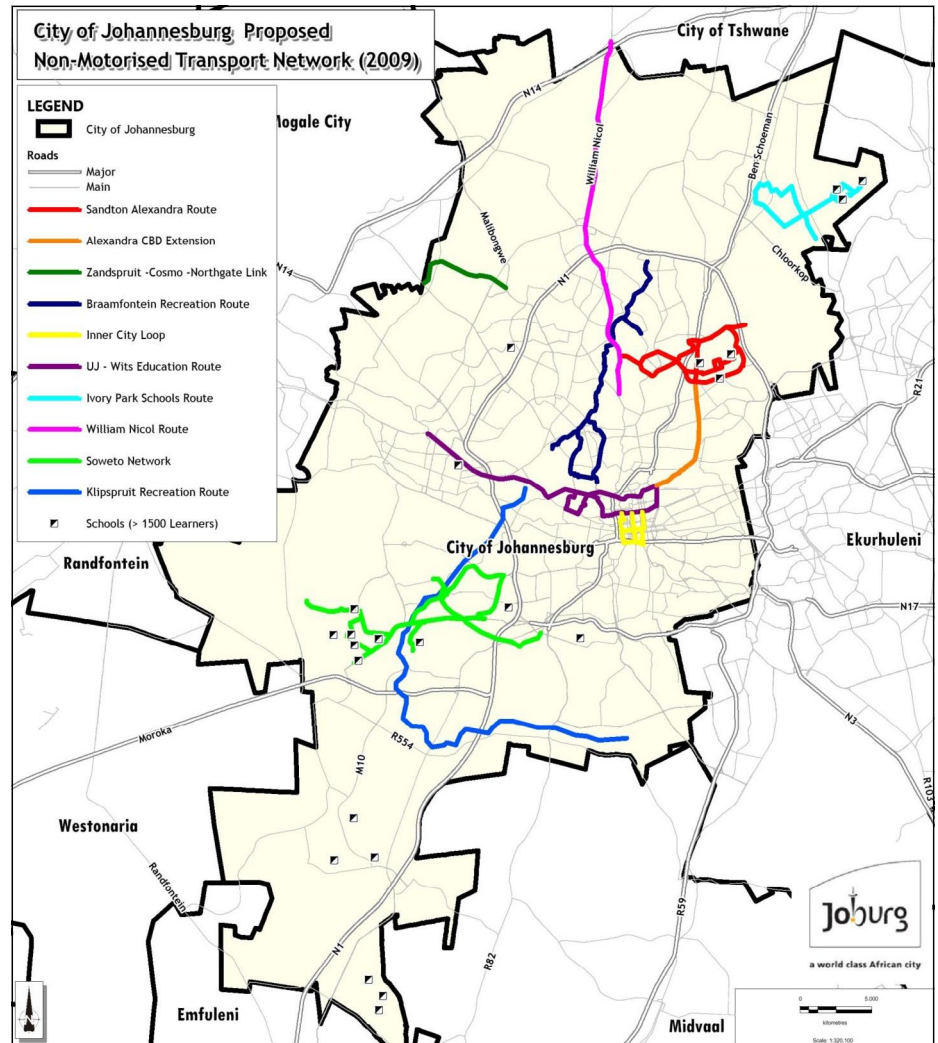 City of Johannesburg Proposed
Non-Motorised Transport Network (2009)
LEGEND
City of Johannesburg
Roads
Major
Main
Sandton Alexandra Route
Alexandra CBD Extension
Zandspruit -Cosmo -Northgate Link
Braamfontein Recreation Route
Inner City Loop
UJ - Wits Education Route
Ivory Park Schools Route
William Nicol Route
Soweto Network
Klipspruit Recreation Route
Schools (> 1500 Learners)
City of Tshwane
Mogale City
N14
William Nicol
Ben Schoeman
Malibongwe
N14
N1
Chloorkop
R21
City of Johannesburg
Ekurhuleni
Randfontein
N17
N3
Moroka
R554
M10
R103
Westonaria
Randfontein
N1
R82
R59
Emfuleni
Midvaal
Joburg
a world class African city
0 5.000
kilometres
Scale: 1:320,100